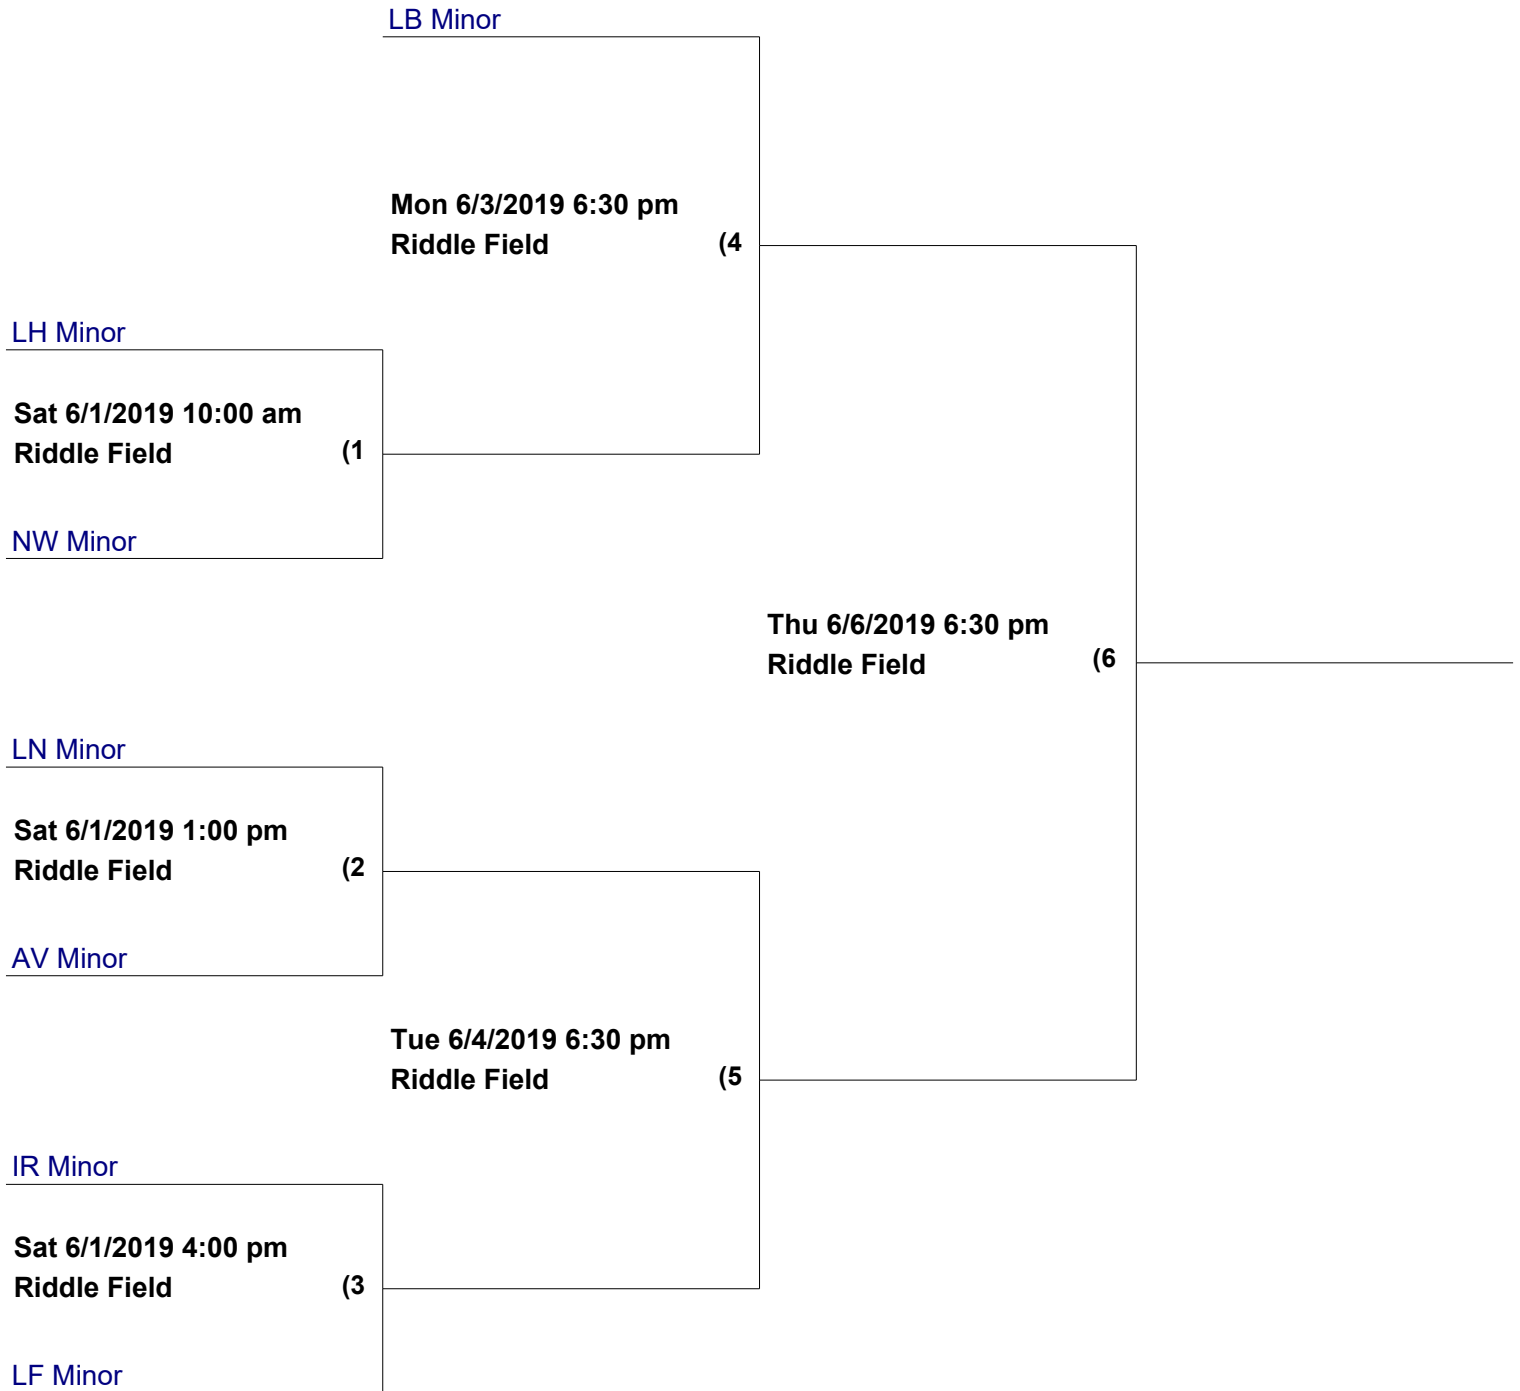 LB Minor
Mon 6/3/2019 6:30 pm
Riddle Field (4
LH Minor
Sat 6/1/2019 10:00 am
Riddle Field (1
NW Minor
Thu 6/6/2019 6:30 pm
Riddle Field (6
LN Minor
Sat 6/1/2019 1:00 pm
Riddle Field (2
AV Minor
Tue 6/4/2019 6:30 pm
Riddle Field (5
IR Minor
Sat 6/1/2019 4:00 pm
Riddle Field (3
LF Minor